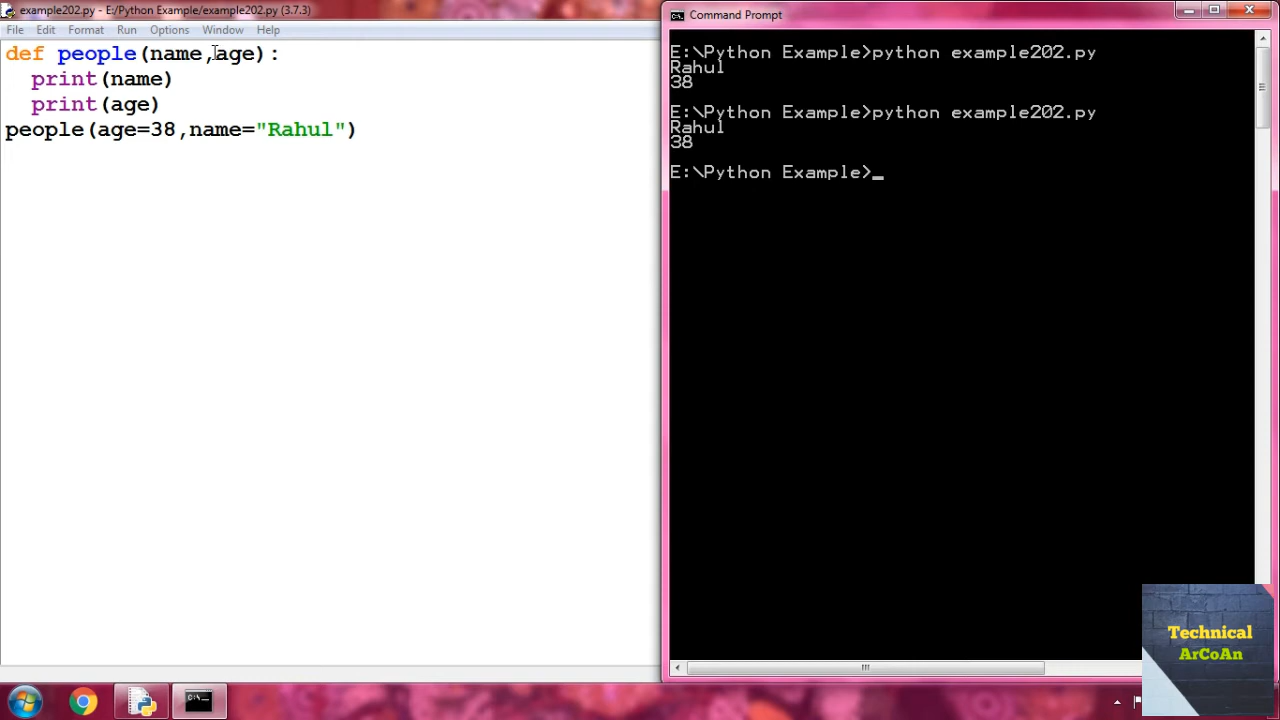 example202.py - E:/Python Example/example202.py (3.7.3)
File Edit Format Run Options Window Help
def people(name,age):
  print(name)
  print(age)
people(age=38,name="Rahul")
Command Prompt
E:\Python Example>python example202.py
Rahul
38
E:\Python Example>python example202.py
Rahul
38
E:\Python Example>_
Technical
ArCoAn